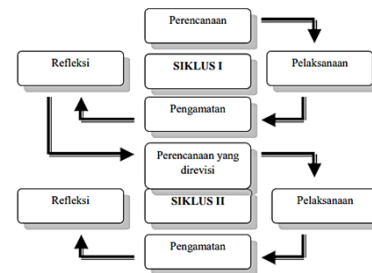 Perencanaan
Refleksi
SIKLUS I
Pelaksanaan
Pengamatan
Perencanaan yang
direvisi
Refleksi
SIKLUS II
Pelaksanaan
Pengamatan